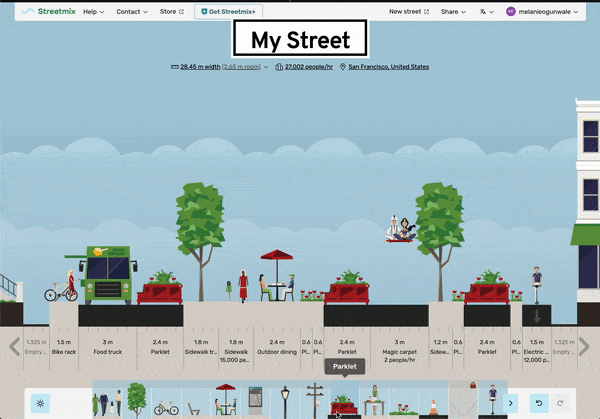 Streetmix Help Contact Store Get Streetmix+ New street Share melanieogunwale
My Street
28.45 m width (2.65 m room) 27,002 people/hr San Francisco, United States
1.325 m 1.5 m 3 m 2.4 m 1.8 m 1.8 m 2.4 m 0.6 0.6 2.4 m 3 m 1.2 m 0.6 2.4 m 0.6 1.5 m 1.325 m
Empty ... Bike rack Food truck Parklet Sidewalk tr... Sidewalk Outdoor dining Pl... Pl... Parklet Magic carpet Sidew... Pl... Parklet Pl... Electric ... Empty ...
15,000 pe... 2 people/hr 12,000 p...
Parklet